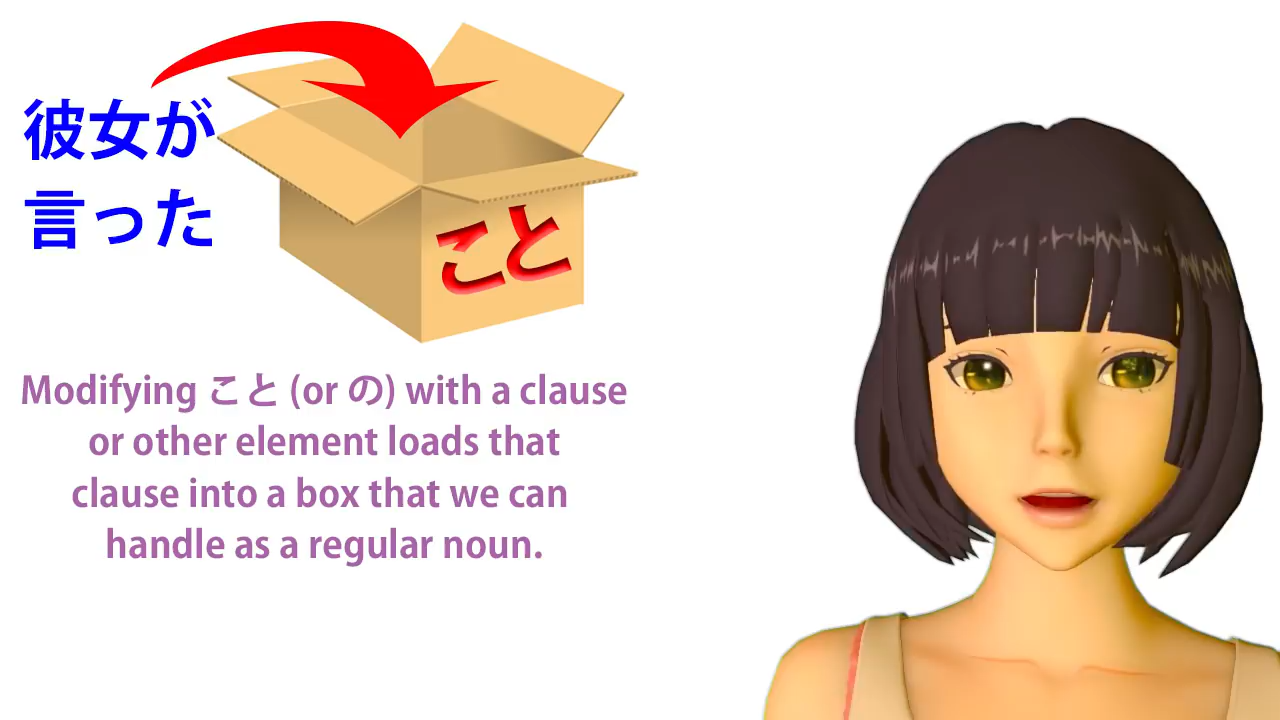 彼女が
言った
こと
Modifying こと (or の) with a clause
or other element loads that
clause into a box that we can
handle as a regular noun.